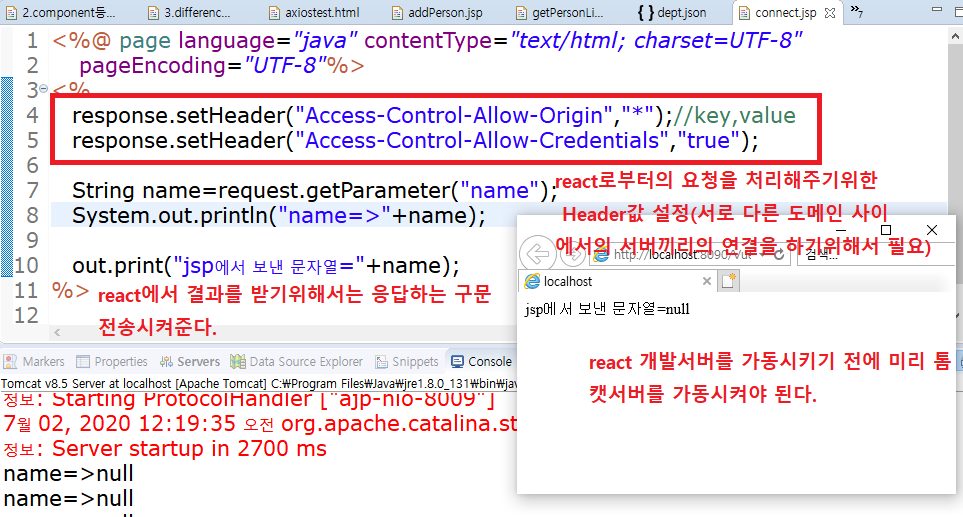 2.component등... 3.differenc... axiostest.html addPerson.jsp getPersonLi... dept.json connect.jsp »7
1 <%@ page language="java" contentType="text/html; charset=UTF-8"
2 pageEncoding="UTF-8"%>
3 <%
4 response.setHeader("Access-Control-Allow-Origin","*");//key,value
5 response.setHeader("Access-Control-Allow-Credentials","true");
6
7 String name=request.getParameter("name");
8 System.out.println("name=>"+name);
9
10 out.print("jsp에서 보낸 문자열="+name);
11 %>
12
react로부터의 요청을 처리해주기위한
Header값 설정(서로 다른 도메인 사이
에서의 서버끼리의 연결을 하기위해서 필요)
react에서 결과를 받기위해서는 응답하는 구문
전송시켜준다.
http://localhost:8090/Vut
검색...
localhost
jsp에서 보낸 문자열=null
react 개발서버를 가동시키기 전에 미리 톰
캣서버를 가동시켜야 된다.
Markers Properties Servers Data Source Explorer Snippets Console
Tomcat v8.5 Server at localhost [Apache Tomcat] C:₩Program Files₩Java₩jre1.8.0_131₩bin₩jav
정보: Starting ProtocolHandler ["ajp-nio-8009"]
7월 02, 2020 12:19:35 오전 org.apache.catalina.st
정보: Server startup in 2700 ms
name=>null
name=>null